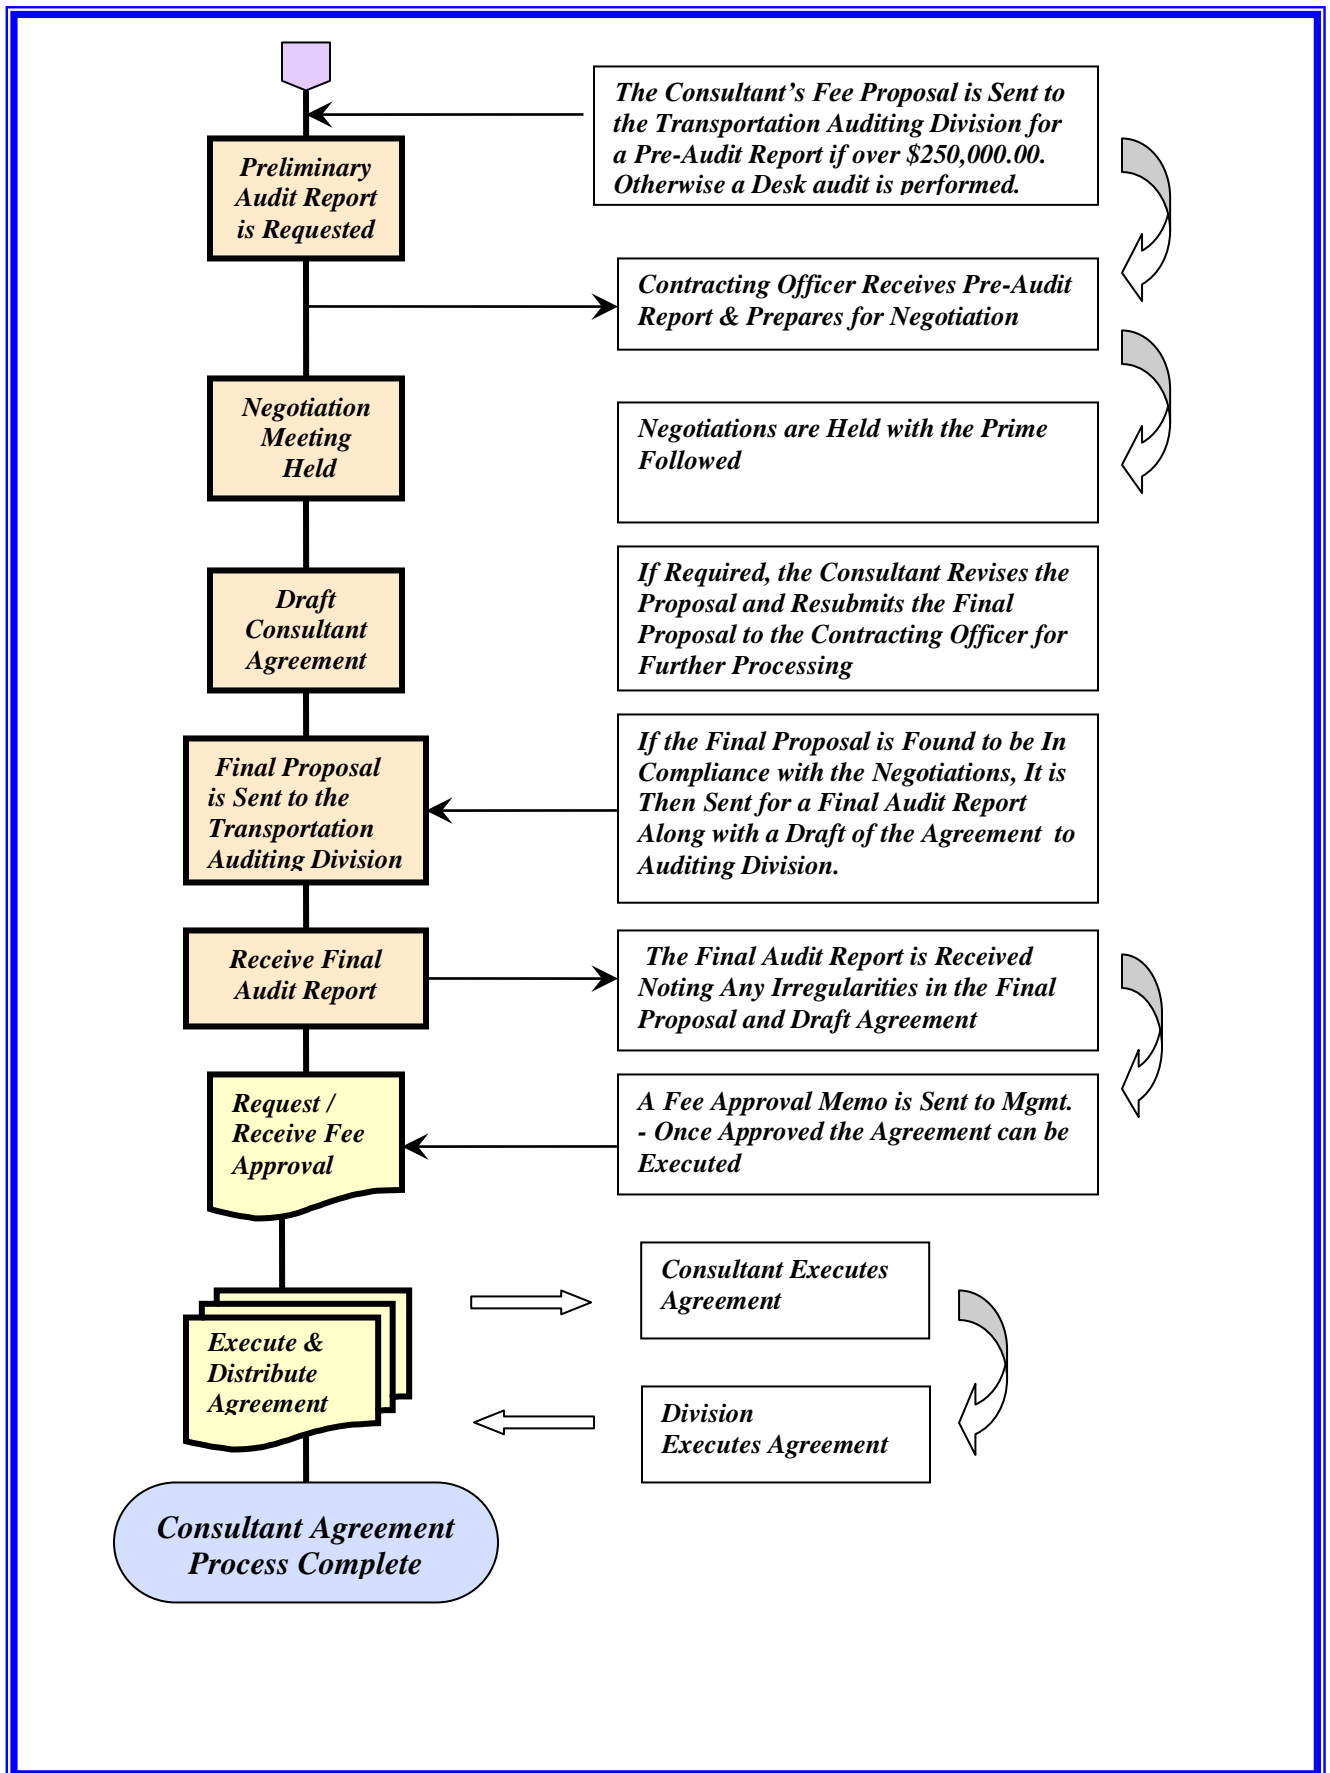 The Consultant’s Fee Proposal is Sent to
the Transportation Auditing Division for
a Pre-Audit Report if over $250,000.00.
Otherwise a Desk audit is performed.
Preliminary
Audit Report
is Requested
Contracting Officer Receives Pre-Audit
Report & Prepares for Negotiation
Negotiation
Meeting
Held
Negotiations are Held with the Prime
Followed
Draft
Consultant
Agreement
If Required, the Consultant Revises the
Proposal and Resubmits the Final
Proposal to the Contracting Officer for
Further Processing
Final Proposal
is Sent to the
Transportation
Auditing Division
If the Final Proposal is Found to be In
Compliance with the Negotiations, It is
Then Sent for a Final Audit Report
Along with a Draft of the Agreement to
Auditing Division.
Receive Final
Audit Report
The Final Audit Report is Received
Noting Any Irregularities in the Final
Proposal and Draft Agreement
Request /
Receive Fee
Approval
A Fee Approval Memo is Sent to Mgmt.
- Once Approved the Agreement can be
Executed
Consultant Executes
Agreement
Execute &
Distribute
Agreement
Division
Executes Agreement
Consultant Agreement
Process Complete